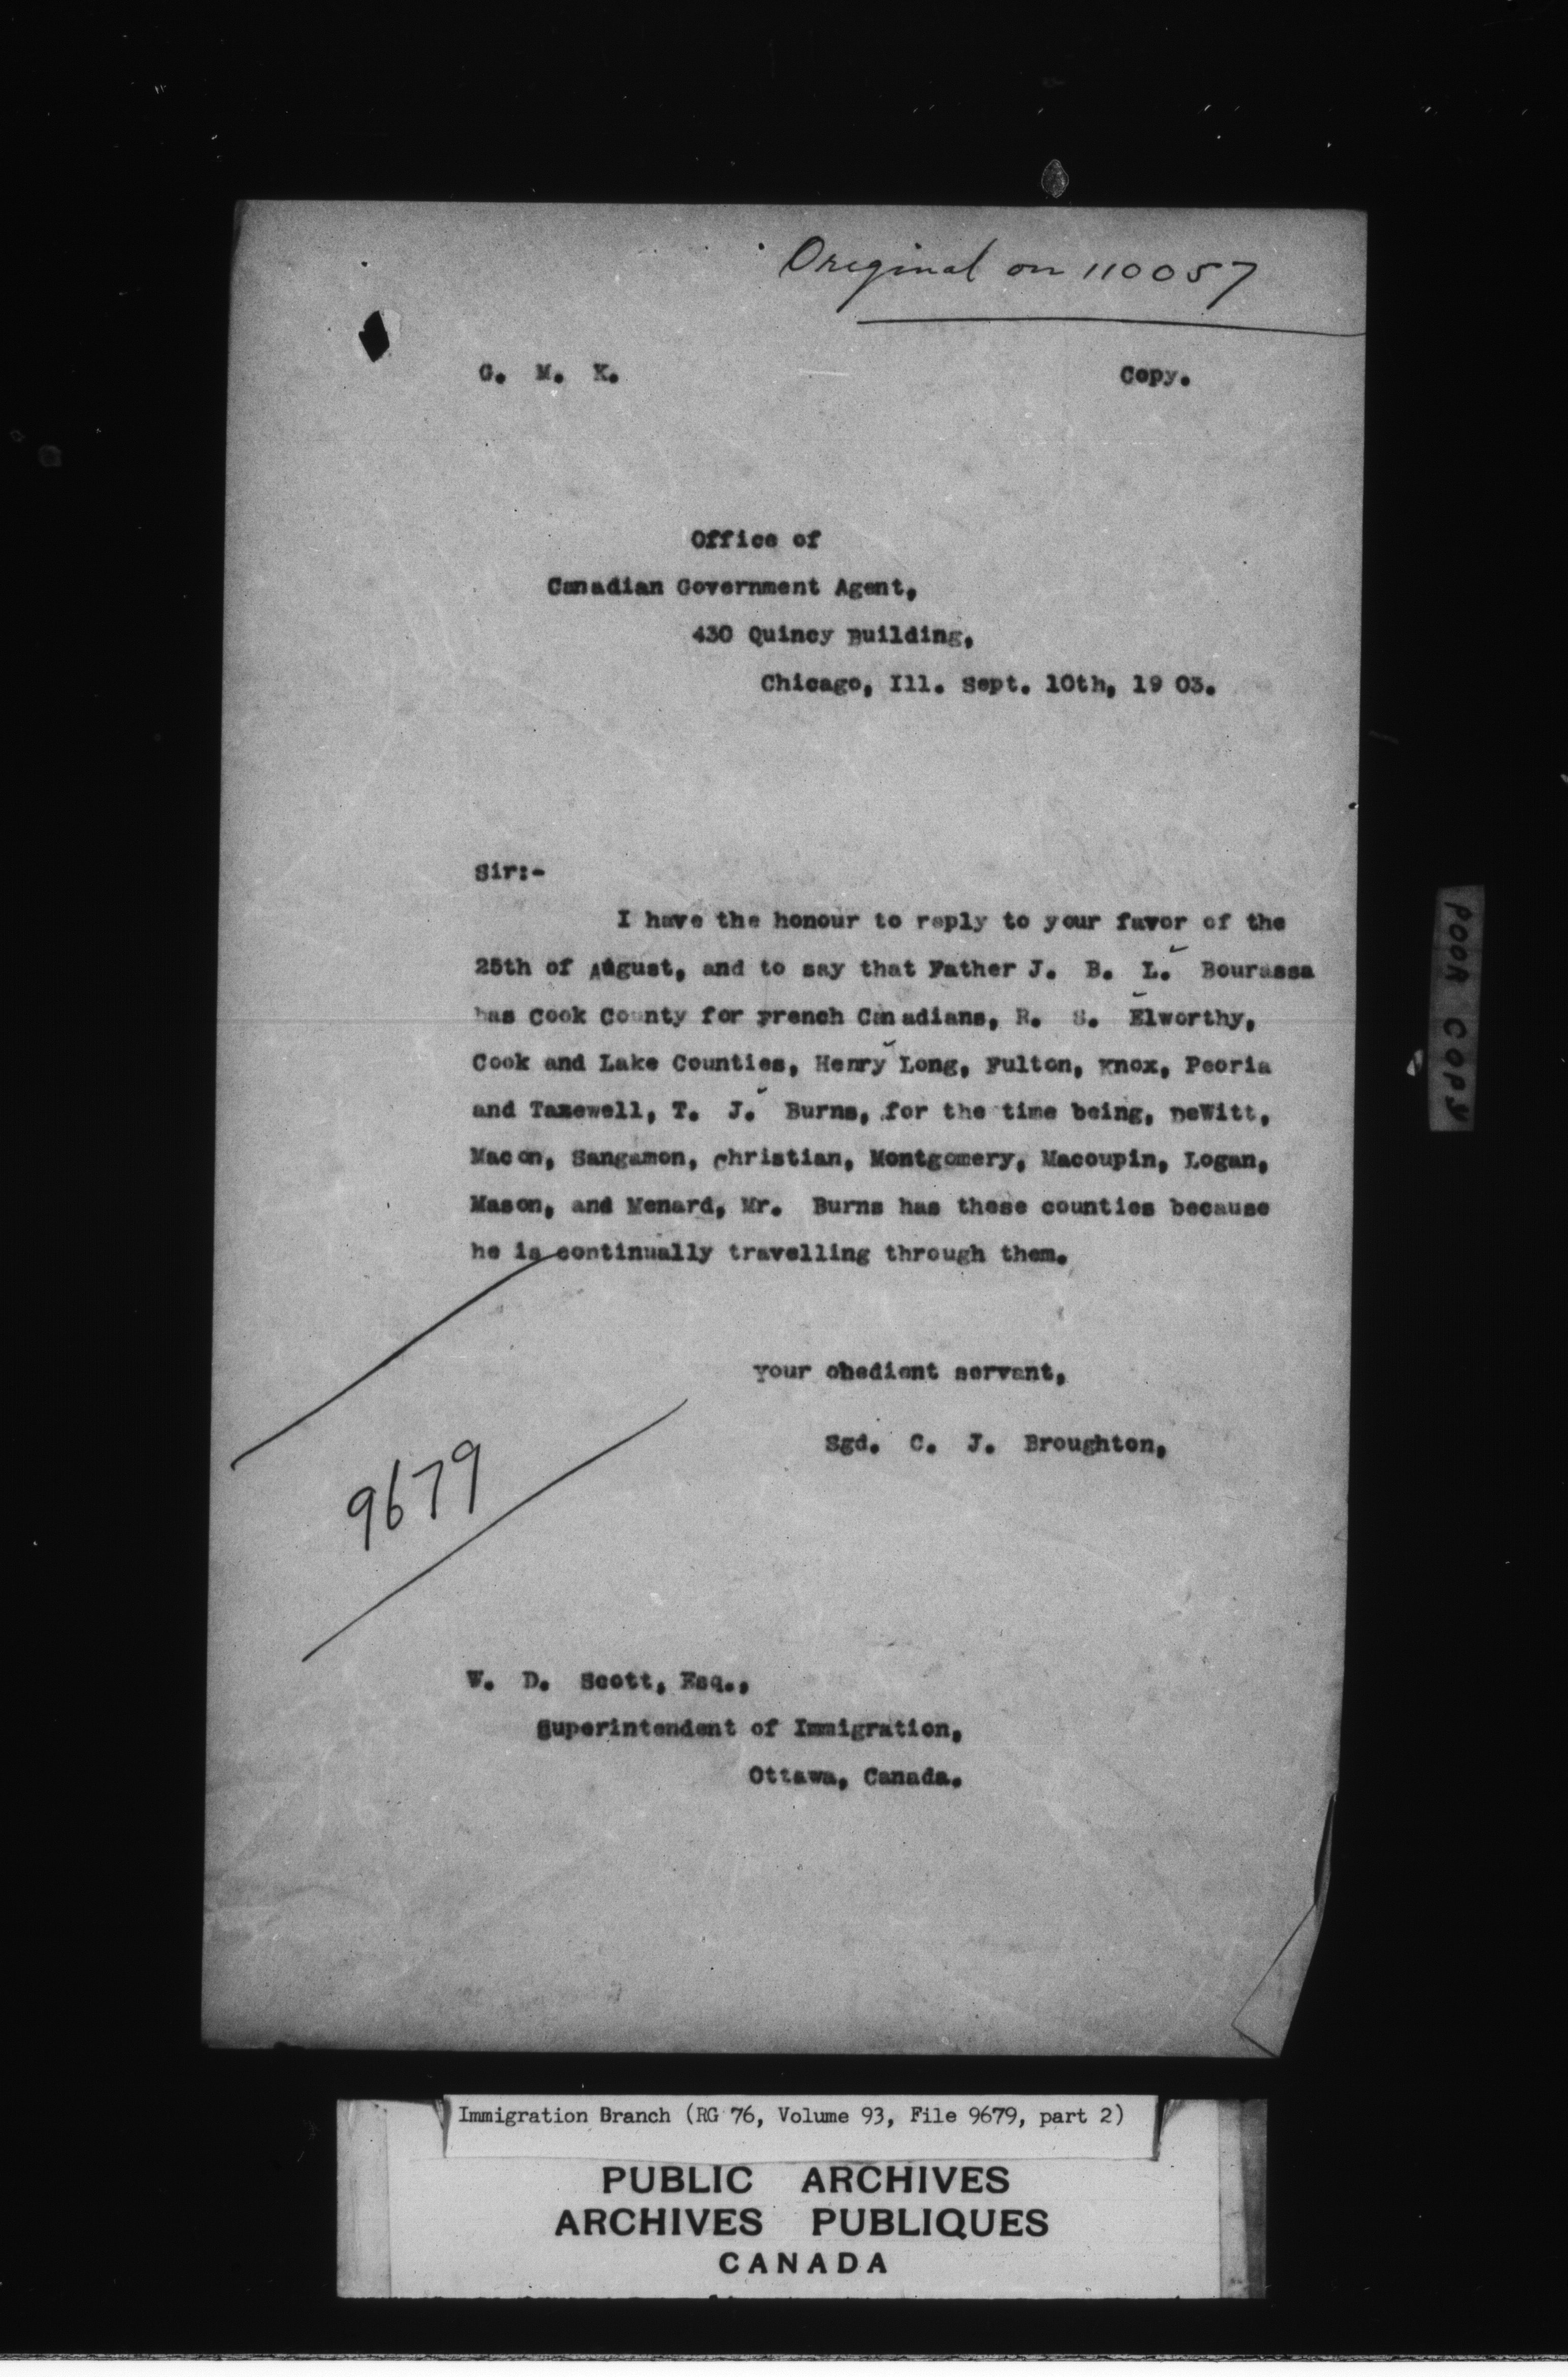 Original on 110057
G. M. K. Copy.
Office of
Canadian Government Agent,
430 Quincy Building,
Chicago, Ill. Sept. 10th, 19 03.
Sir:-
I have the honour to reply to your favor of the
25th of August, and to say that Father J. B. L. Bourassa
has Cook County for French Canadians, R. S. Elworthy,
Cook and Lake Counties, Henry Long, Fulton, Knox, Peoria
and Tazewell, T. J. Burns, for the time being, DeWitt,
Macon, Sangamon, Christian, Montgomery, Macoupin, Logan,
Mason, and Menard, Mr. Burns has these counties because
he is continually travelling through them.
Your obedient servant,
Sgd. C. J. Broughton,
9679
W. D. Scott, Esq.,
Superintendent of Immigration,
Ottawa, Canada.
POOR COPY
Immigration Branch (RG 76, Volume 93, File 9679, part 2)
PUBLIC ARCHIVES
ARCHIVES PUBLIQUES
CANADA